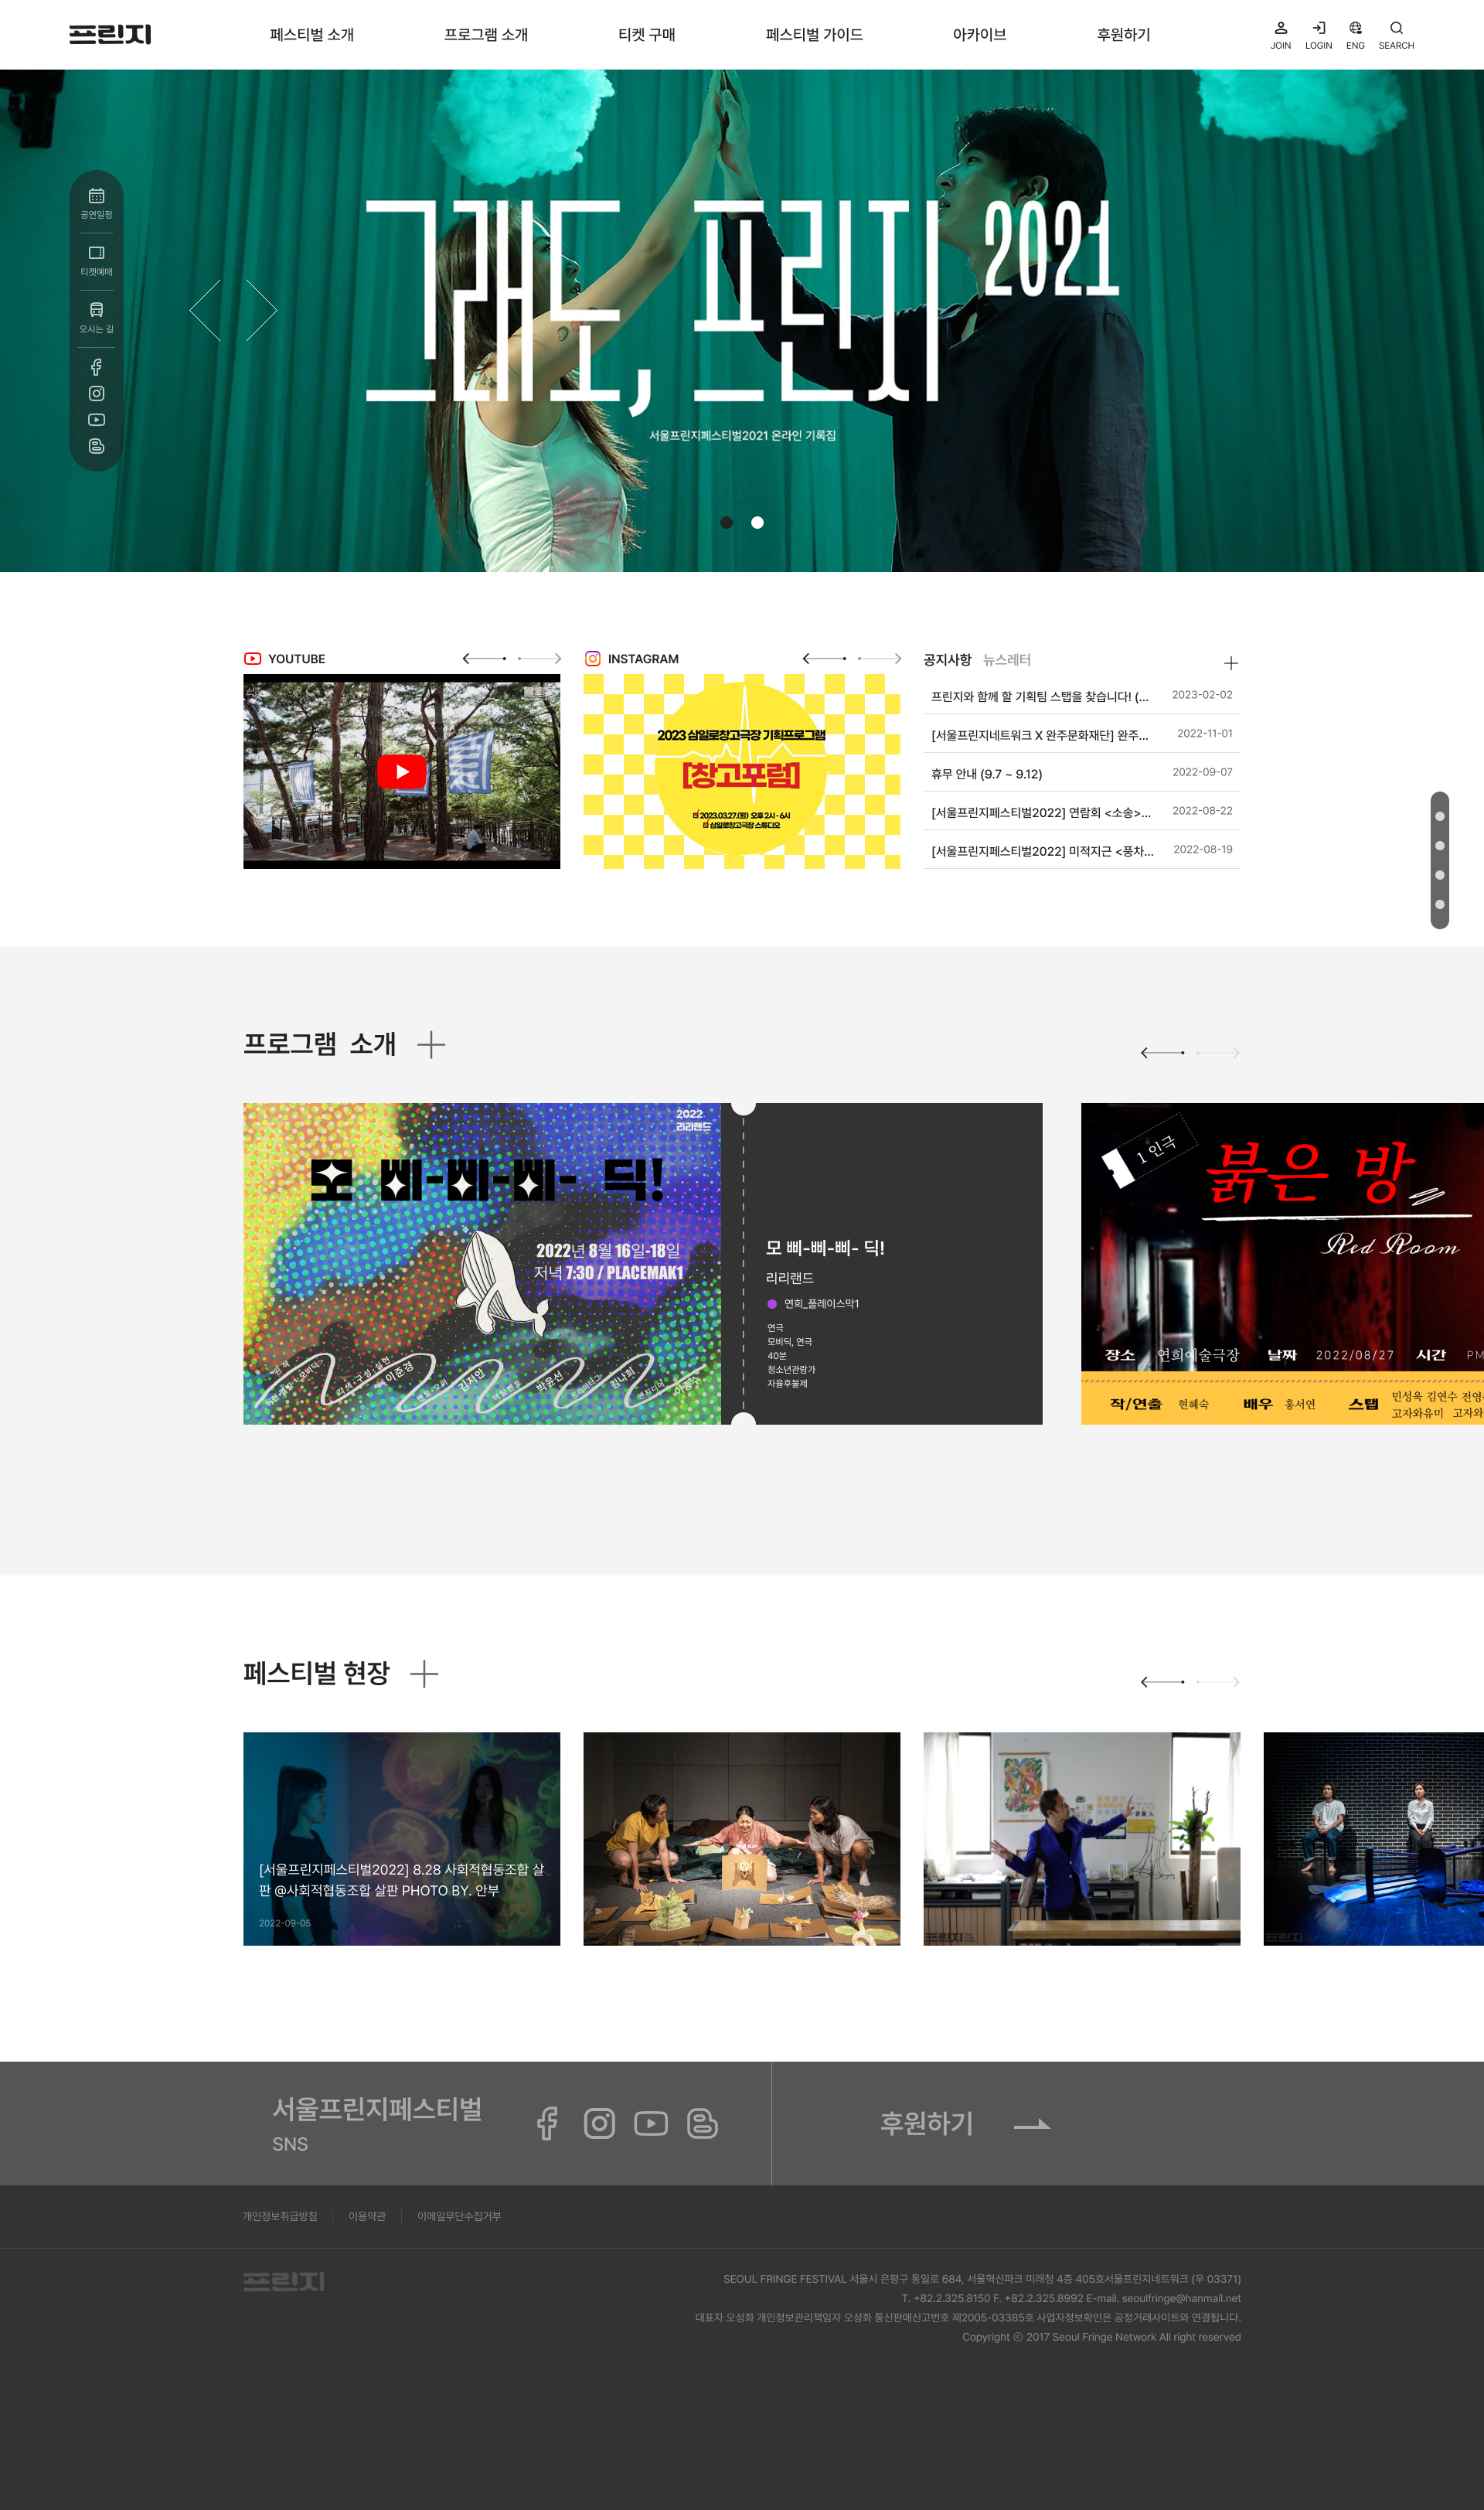 프린지
페스티벌 소개
프로그램 소개
티켓 구매
페스티벌 가이드
아카이브
후원하기
JOIN
LOGIN
ENG
SEARCH
공연일정
티켓예매
오시는 길
그래도, 프린지 2021
서울프린지페스티벌2021 온라인 기록집
YOUTUBE
INSTAGRAM
2023 삼일로창고극장 기획프로그램
[창고포럼]
2023.03.27.(월) 오후 2시 - 6시
삼일로창고극장 스튜디오
공지사항 뉴스레터
프린지와 함께 할 기획팀 스탭을 찾습니다! (... 2023-02-02
[서울프린지네트워크 X 완주문화재단] 완주... 2022-11-01
휴무 안내 (9.7 ~ 9.12) 2022-09-07
[서울프린지페스티벌2022] 연람회 <소송>... 2022-08-22
[서울프린지페스티벌2022] 미적지근 <풍차... 2022-08-19
프로그램 소개
2022
리리랜드
모 삐-삐-삐- 딕!
2022년 8월 16일-18일
저녁 7:30 / PLACEMAK1
이준경
김지안
박윤선
김나희
모 삐-삐-삐- 딕!
리리랜드
연희_플레이스막1
연극
모비딕, 연극
40분
청소년관람가
자율후불제
1 인극
붉은 방
Red Room
장소 연희예술극장 날짜 2022/08/27 시간 PM
작/연출 현혜숙 배우 홍서연 스탭 민성욱 김연수 전영
고자와유미 고자와
페스티벌 현장
[서울프린지페스티벌2022] 8.28 사회적협동조합 살
판 @사회적협동조합 살판 PHOTO BY. 안부
2022-09-05
프린지
프린지
서울프린지페스티벌
SNS
후원하기
개인정보취급방침
이용약관
이메일무단수집거부
프린지
SEOUL FRINGE FESTIVAL 서울시 은평구 통일로 684, 서울혁신파크 미래청 4층 405호서울프린지네트워크 (우 03371)
T. +82.2.325.8150 F. +82.2.325.8992 E-mail. seoulfringe@hanmail.net
대표자 오성화 개인정보관리책임자 오성화 통신판매신고번호 제2005-03385호 사업자정보확인은 공정거래사이트와 연결됩니다.
Copyright ⓒ 2017 Seoul Fringe Network All right reserved